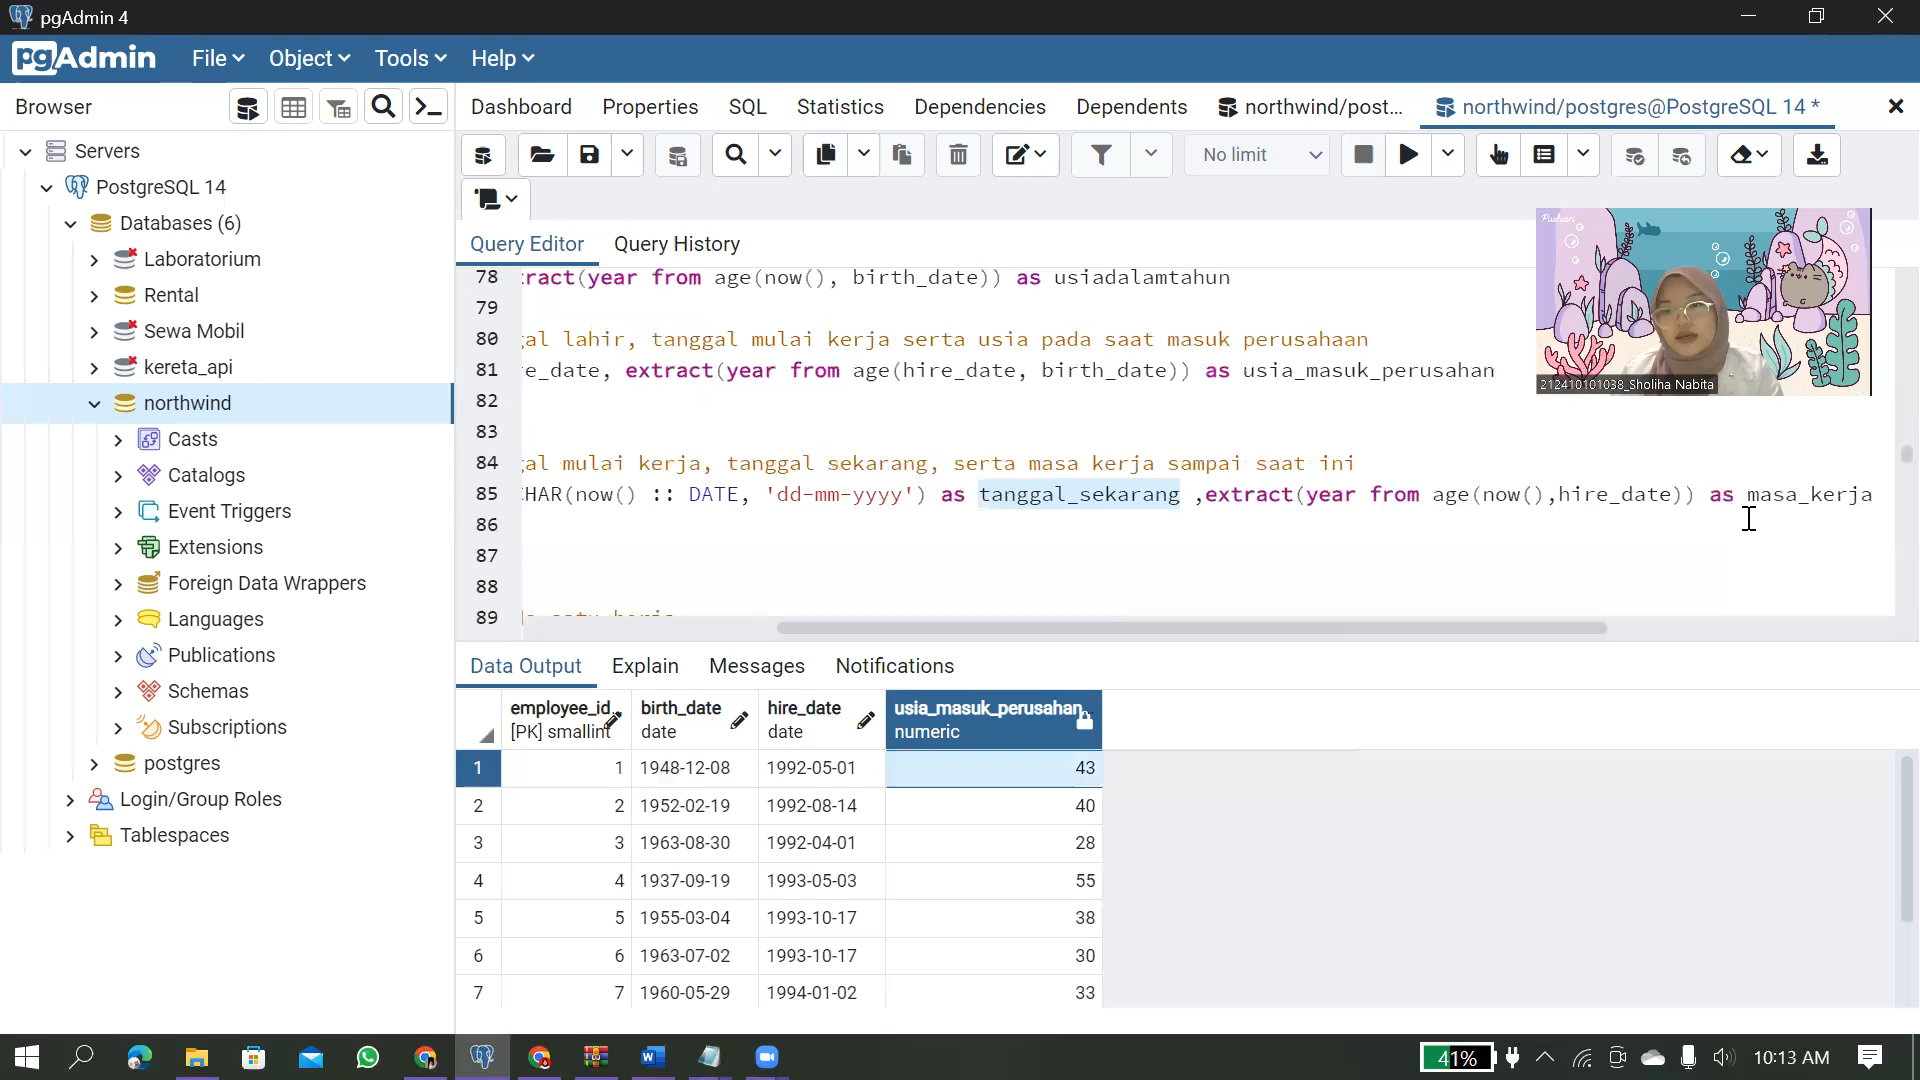 pgAdmin 4
pgAdmin File Object Tools Help
Browser
Dashboard Properties SQL Statistics Dependencies Dependents northwind/post... northwind/postgres@PostgreSQL 14 *
No limit
Servers
PostgreSQL 14
Databases (6)
Laboratorium
Rental
Sewa Mobil
kereta_api
northwind
Casts
Catalogs
Event Triggers
Extensions
Foreign Data Wrappers
Languages
Publications
Schemas
Subscriptions
postgres
Login/Group Roles
Tablespaces
Query Editor Query History
78 tract(year from age(now(), birth_date)) as usiadalamtahun
79
80 gal lahir, tanggal mulai kerja serta usia pada saat masuk perusahaan
81 re_date, extract(year from age(hire_date, birth_date)) as usia_masuk_perusahan
82
83
84 gal mulai kerja, tanggal sekarang, serta masa kerja sampai saat ini
85 CHAR(now() :: DATE, 'dd-mm-yyyy') as tanggal_sekarang ,extract(year from age(now(),hire_date)) as masa_kerja
86
87
88
89
Pusheen
212410101038_Sholiha Nabita
Data Output Explain Messages Notifications
employee_id birth_date hire_date usia_masuk_perusahan
[PK] smallint date date numeric
1 1 1948-12-08 1992-05-01 43
2 2 1952-02-19 1992-08-14 40
3 3 1963-08-30 1992-04-01 28
4 4 1937-09-19 1993-05-03 55
5 5 1955-03-04 1993-10-17 38
6 6 1963-07-02 1993-10-17 30
7 7 1960-05-29 1994-01-02 33
41% 10:13 AM